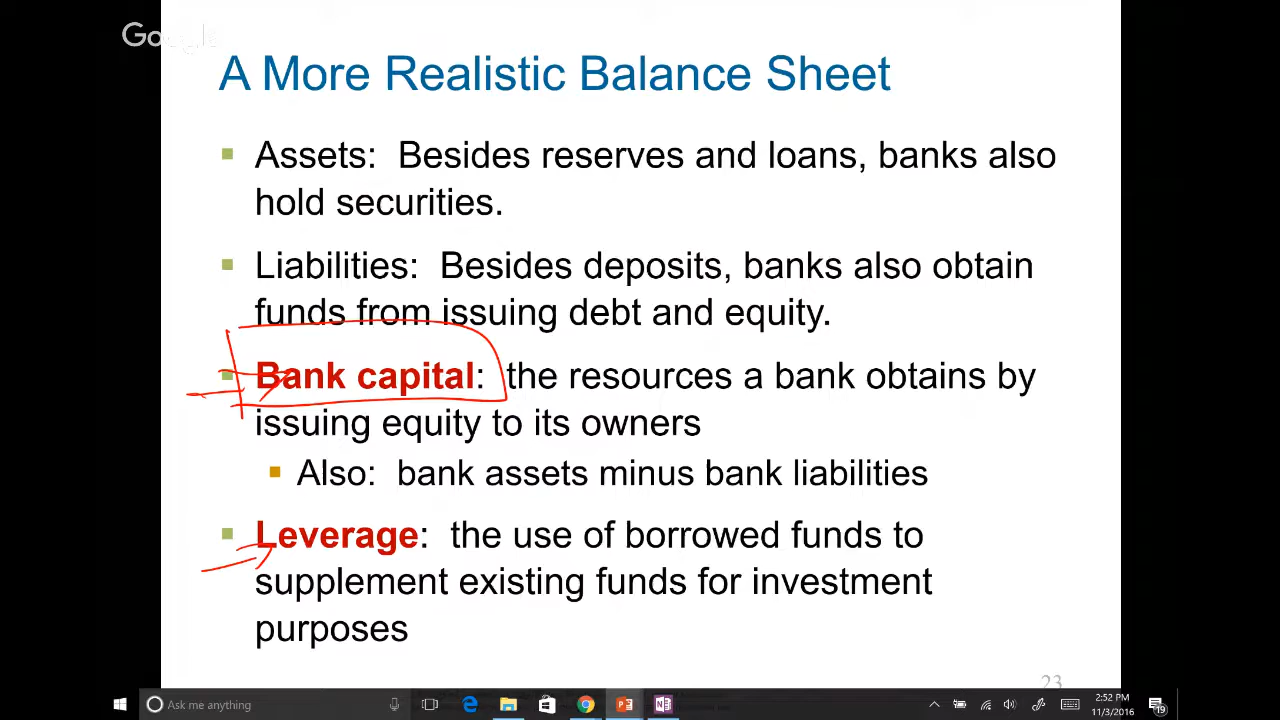 Google
A More Realistic Balance Sheet
Assets: Besides reserves and loans, banks also
hold securities.
Liabilities: Besides deposits, banks also obtain
funds from issuing debt and equity.
Bank capital: the resources a bank obtains by
issuing equity to its owners
Also: bank assets minus bank liabilities
Leverage: the use of borrowed funds to
supplement existing funds for investment
purposes
23
Ask me anything
2:52 PM
11/3/2016
19